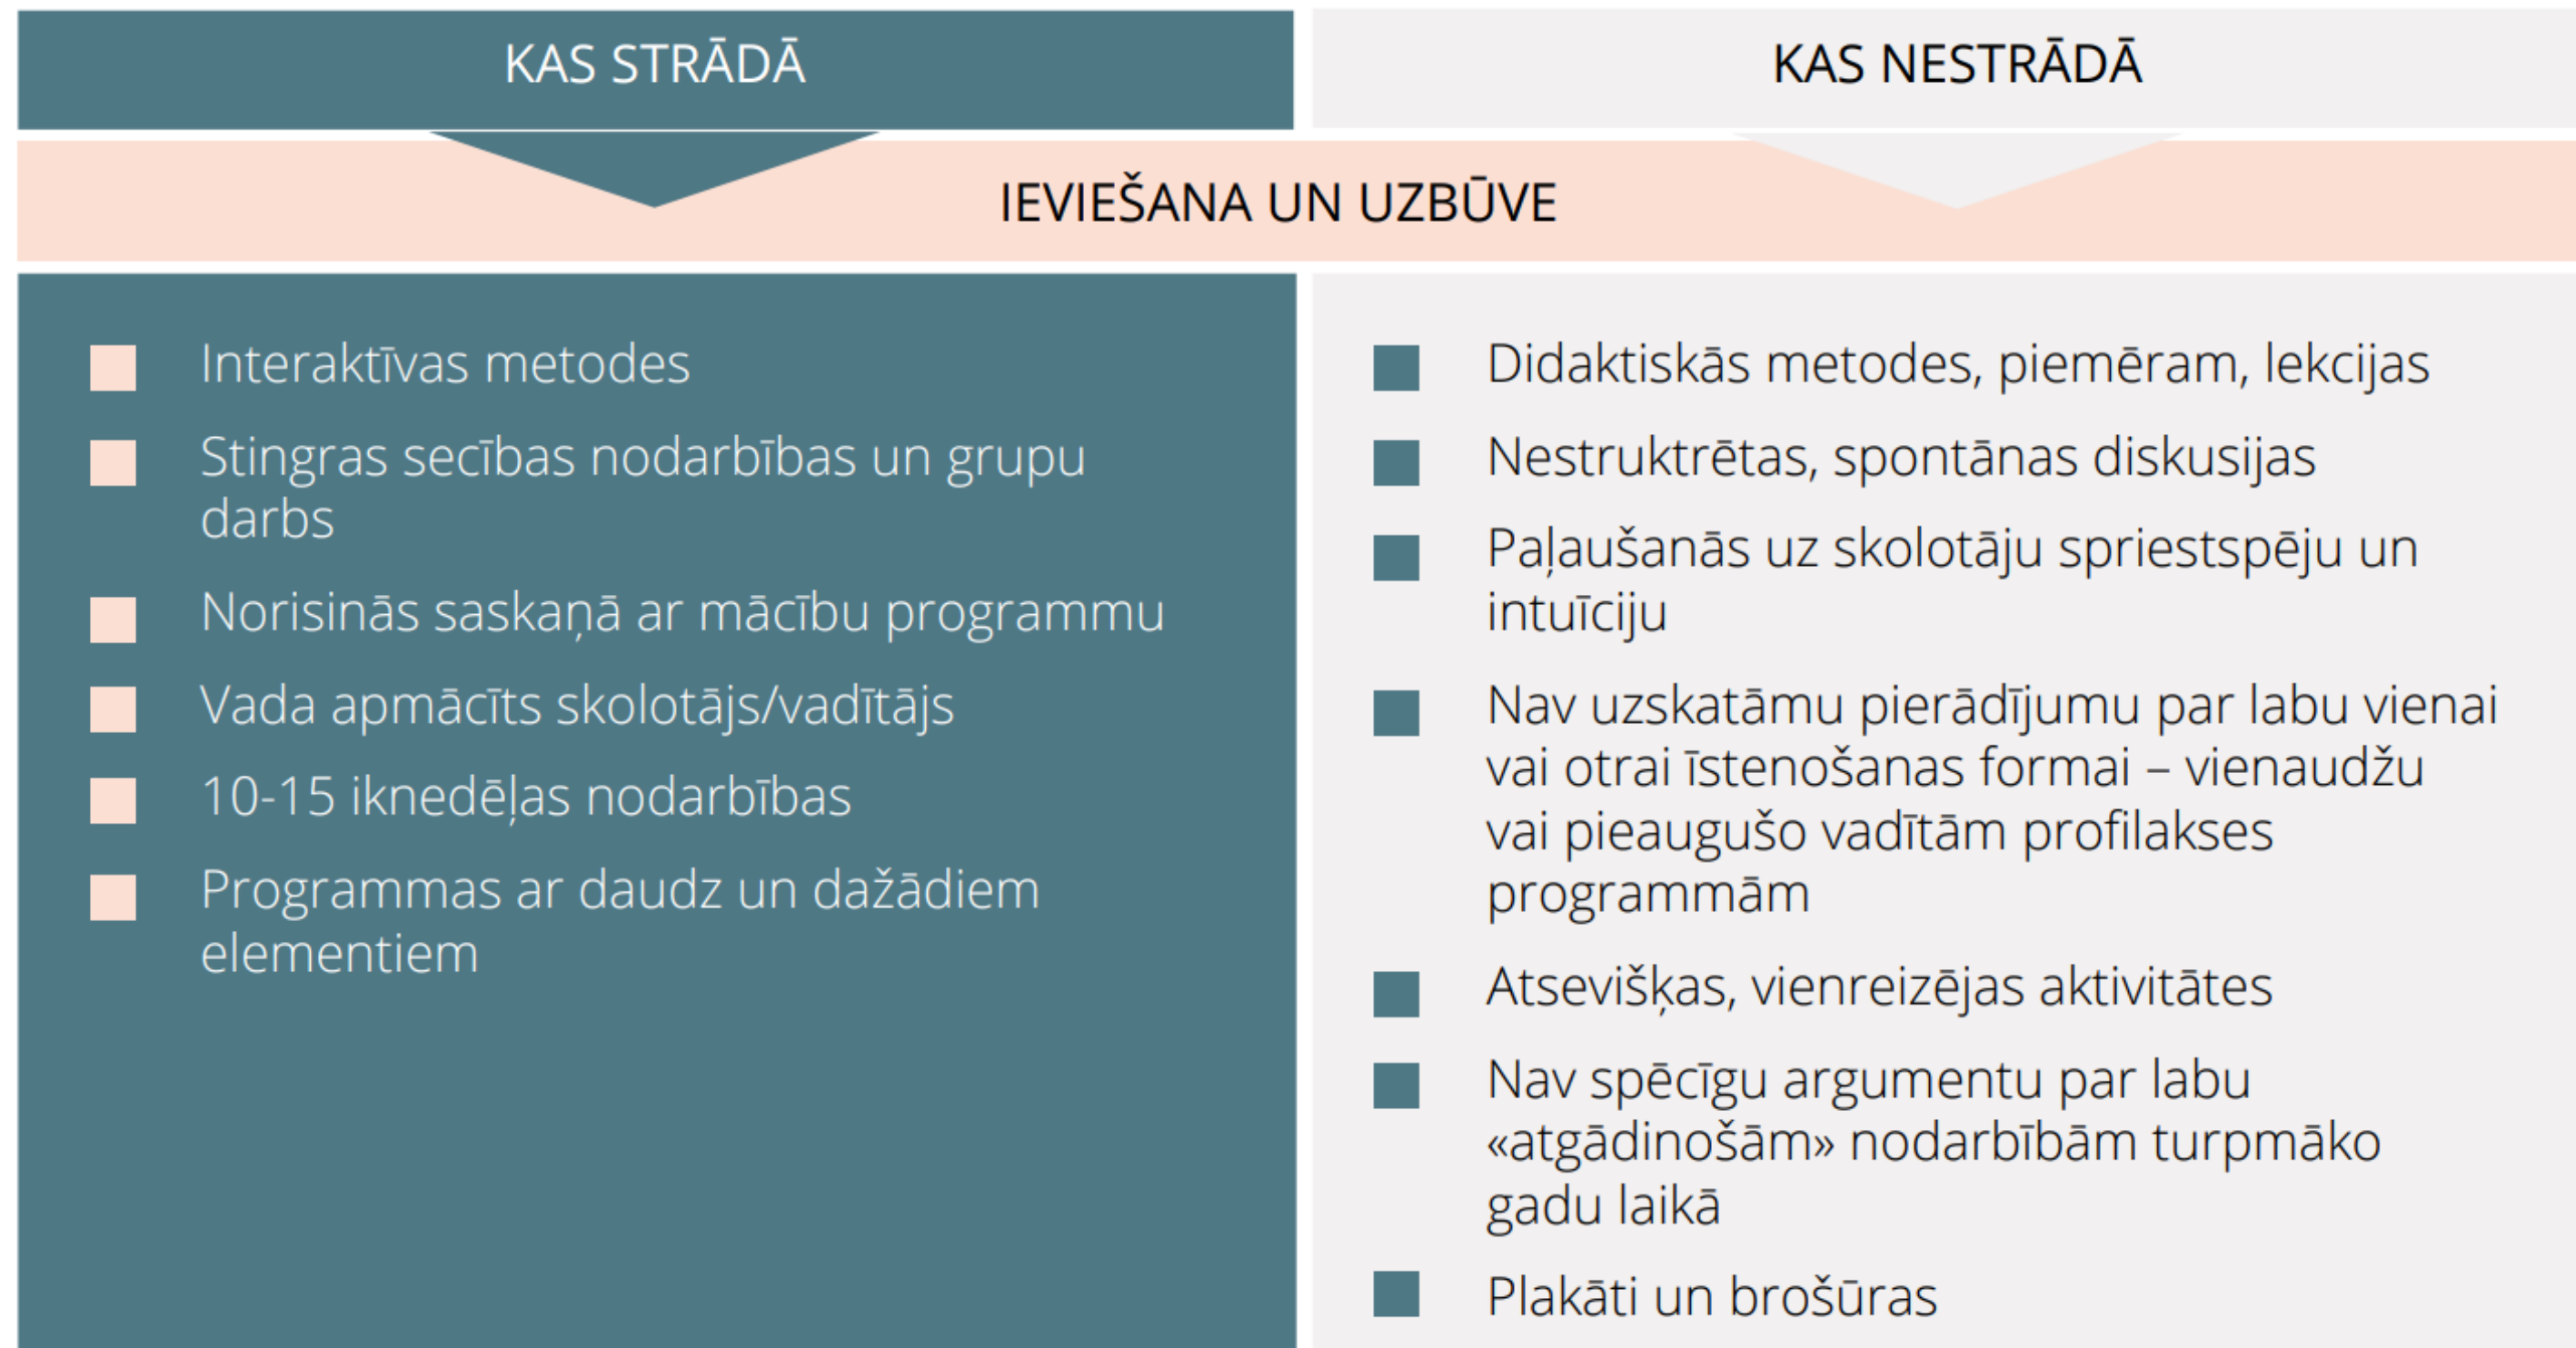 KAS STRĀDĀ
KAS NESTRĀDĀ
IEVIEŠANA UN UZBŪVE
Interaktīvas metodes
Stingras secības nodarbības un grupu
darbs
Norisinās saskaņā ar mācību programmu
Vada apmācīts skolotājs/vadītājs
10-15 iknedēļas nodarbības
Programmas ar daudz un dažādiem
elementiem
Didaktiskās metodes, piemēram, lekcijas
Nestruktrētas, spontānas diskusijas
Paļaušanās uz skolotāju spriestspēju un
intuīciju
Nav uzskatāmu pierādījumu par labu vienai
vai otrai īstenošanas formai – vienaudžu
vai pieaugušo vadītām profilakses
programmām
Atsevišķas, vienreizējas aktivitātes
Nav spēcīgu argumentu par labu
«atgādinošām» nodarbībām turpmāko
gadu laikā
Plakāti un brošūras